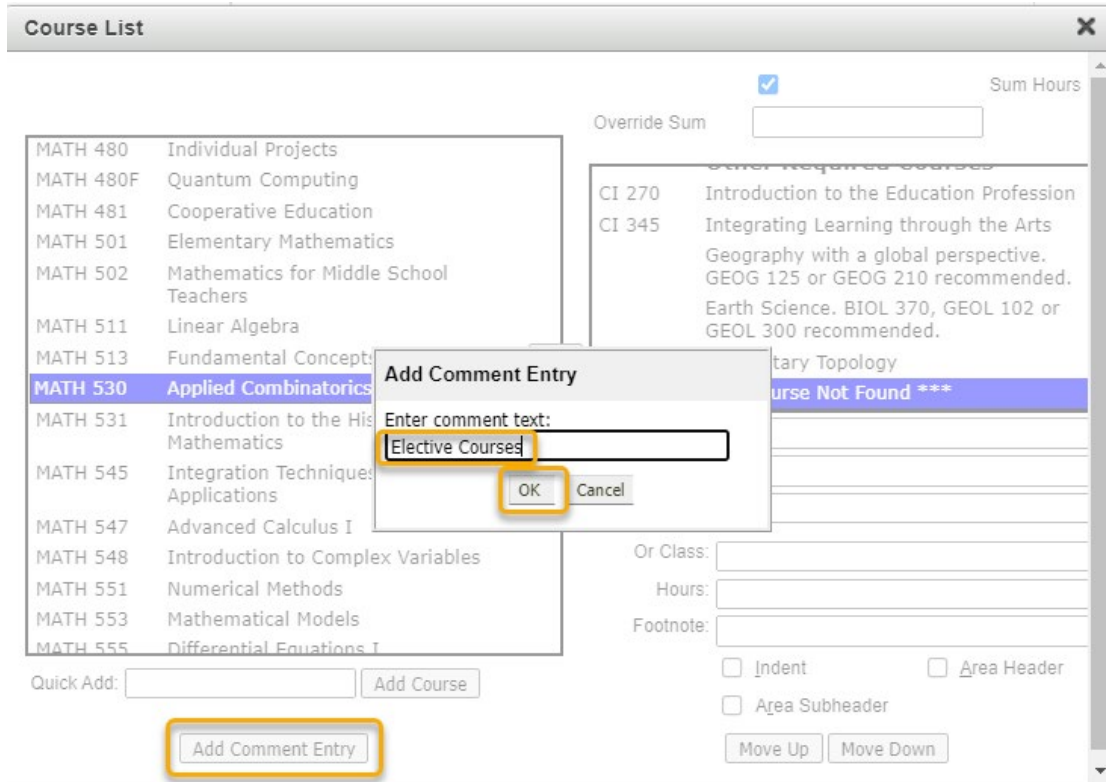 Course List
Sum Hours
Override Sum
MATH 480 Individual Projects
MATH 480F Quantum Computing
MATH 481 Cooperative Education
MATH 501 Elementary Mathematics
MATH 502 Mathematics for Middle School
Teachers
MATH 511 Linear Algebra
MATH 513 Fundamental Concepts
MATH 530 Applied Combinatorics
MATH 531 Introduction to the His
Mathematics
MATH 545 Integration Techniques
Applications
MATH 547 Advanced Calculus I
MATH 548 Introduction to Complex Variables
MATH 551 Numerical Methods
MATH 553 Mathematical Models
MATH 555 Differential Equations I
Quick Add:
Add Course
Add Comment Entry
Other Required Courses
CI 270 Introduction to the Education Profession
CI 345 Integrating Learning through the Arts
Geography with a global perspective.
GEOG 125 or GEOG 210 recommended.
Earth Science. BIOL 370, GEOL 102 or
GEOL 300 recommended.
tary Topology
urse Not Found ***
Add Comment Entry
Enter comment text:
Elective Courses
OK Cancel
Or Class:
Hours:
Footnote:
Indent Area Header
Area Subheader
Move Up Move Down